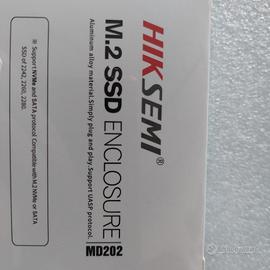 HIKSEMI®
M.2 SSD ENCLOSURE
Aluminum alloy material. Simply plug and play. Support UASP protocol.
MD202
※ Support NVMe and SATA protocol Compatible with M.2 NVMe or SATA
SSD of 2242, 2260, 2280.